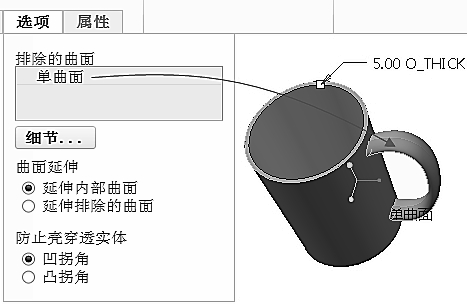 选项
属性
排除的曲面
单曲面
细节...
曲面延伸
延伸内部曲面
延伸排除的曲面
防止亮穿透实体
凹拐角
凸拐角
5.00 O_THICK
单曲面